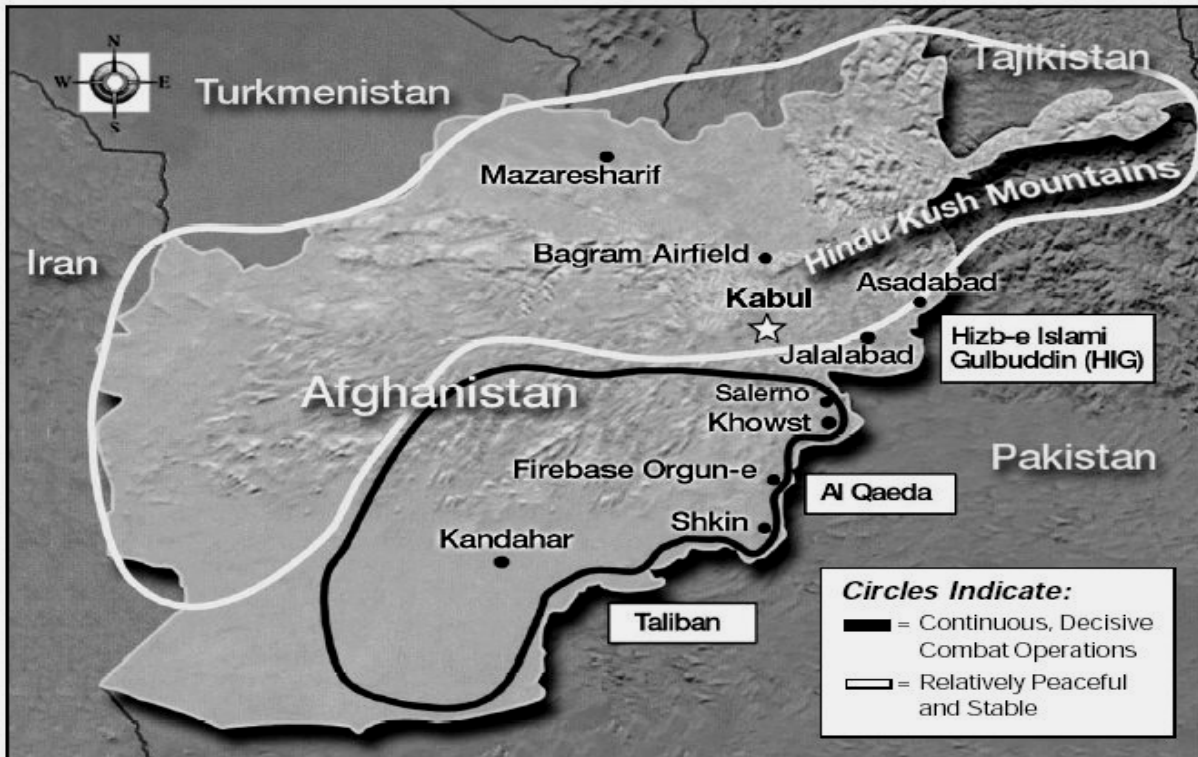 N
W E
S
Turkmenistan
Tajikistan
Mazaresharif
Hindu Kush Mountains
Iran
Bagram Airfield
Kabul
Asadabad
Jalalabad
Hizb-e Islami
Gulbuddin (HIG)
Afghanistan
Salerno
Khowst
Pakistan
Firebase Orgun-e
Al Qaeda
Shkin
Kandahar
Taliban
Circles Indicate:
= Continuous, Decisive
Combat Operations
= Relatively Peaceful
and Stable